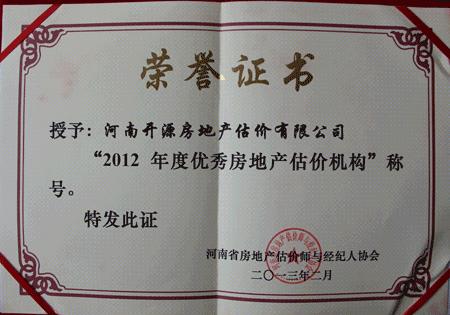 荣誉证书
授予：河南开源房地产估价有限公司
“2012 年度优秀房地产估价机构”称
号。
特发此证
河南省房地产估价师与经纪人协会
二〇一三年二月